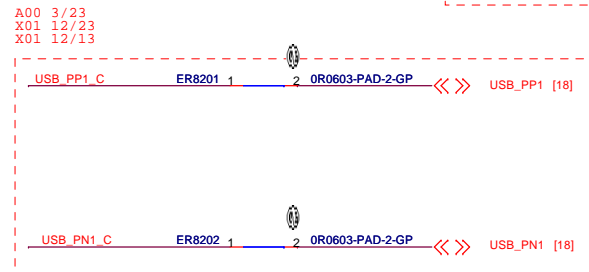 A00 3/23
X01 12/23
X01 12/13
USB_PP1_C ER8201 1 2 0R0603-PAD-2-GP USB_PP1 [18]
USB_PN1_C ER8202 1 2 0R0603-PAD-2-GP USB_PN1 [18]